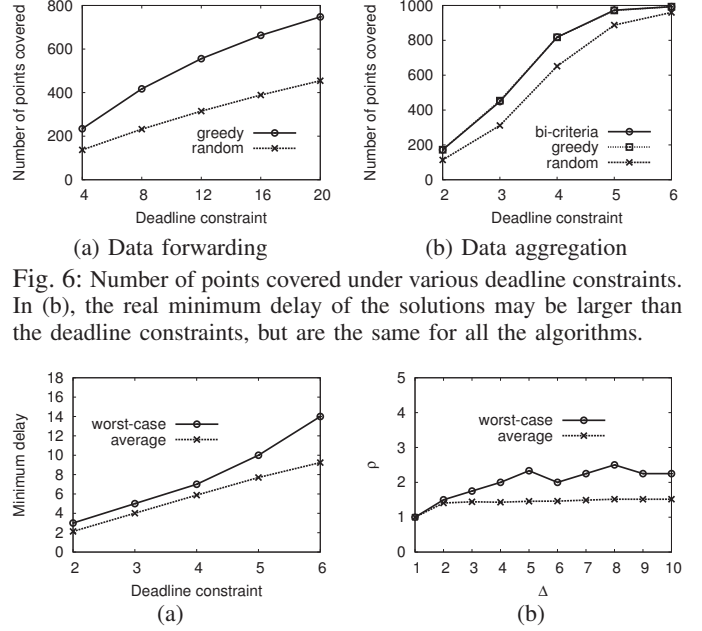 800
600
400
200
0
Number of points covered
greedy
random
4 8 12 16 20
Deadline constraint
(a) Data forwarding
1000
800
600
400
200
0
Number of points covered
bi-criteria
greedy
random
2 3 4 5 6
Deadline constraint
(b) Data aggregation
Fig. 6: Number of points covered under various deadline constraints.
In (b), the real minimum delay of the solutions may be larger than
the deadline constraints, but are the same for all the algorithms.
18
16
14
12
10
8
6
4
2
0
Minimum delay
worst-case
average
2 3 4 5 6
Deadline constraint
(a)
5
4
3
2
1
0
ρ
worst-case
average
1 2 3 4 5 6 7 8 9 10
Δ
(b)